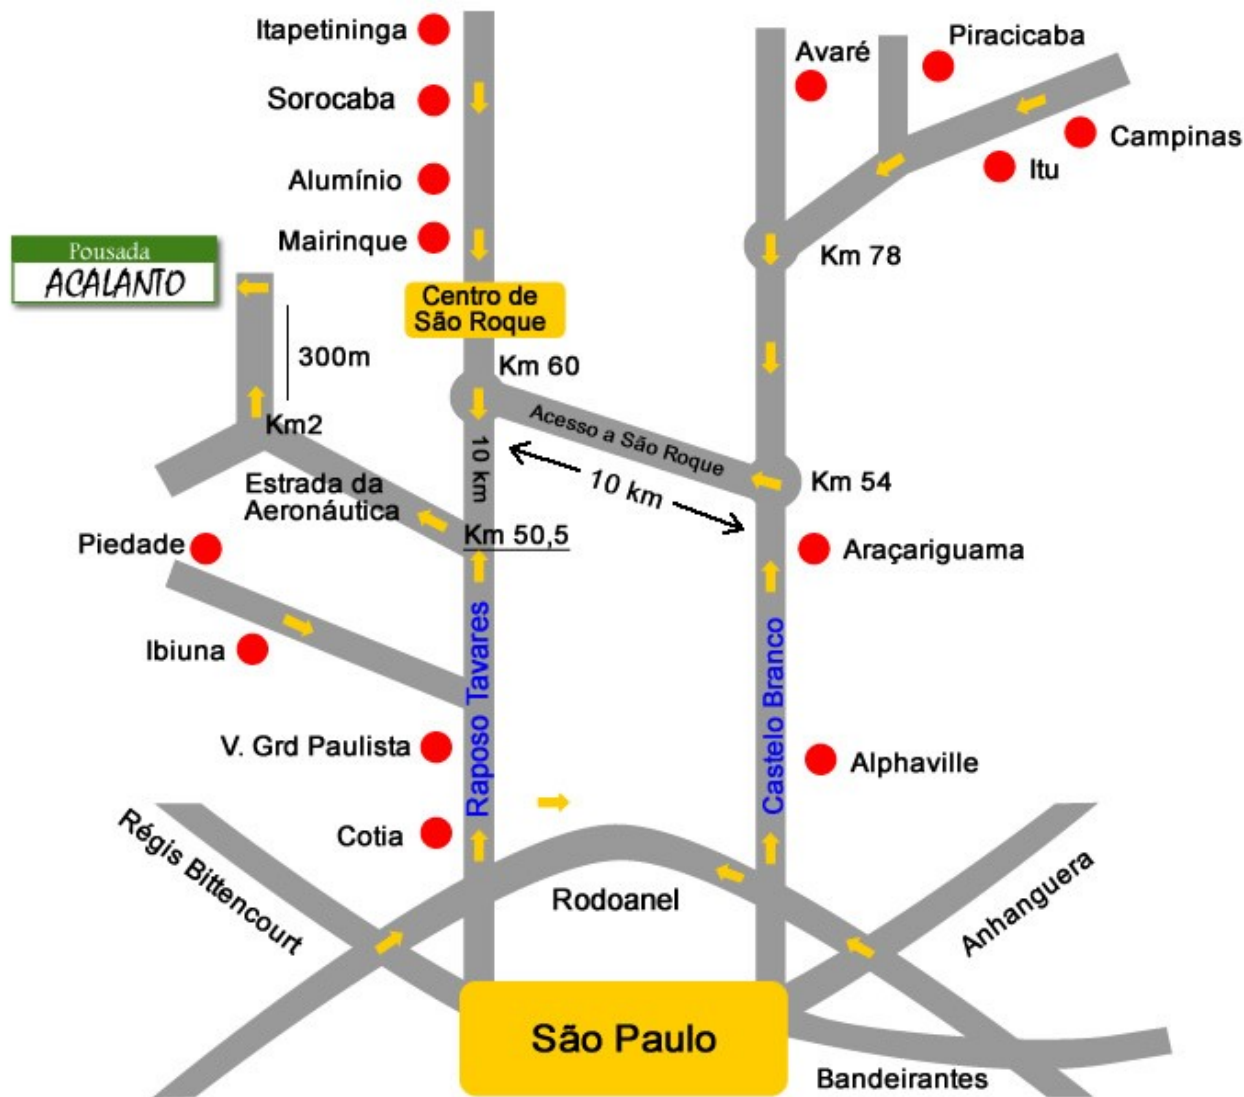 Itapetininga
Avaré
Piracicaba
Sorocaba
Campinas
Itu
Alumínio
Mairinque
Km 78
Pousada
ACALANTO
Centro de
São Roque
300m
Km 60
Acesso a São Roque
Km2
10 km
10 km
Km 54
Estrada da
Aeronáutica
Km 50,5
Piedade
Araçariguama
Ibiuna
Raposo Tavares
Castelo Branco
V. Grd Paulista
Alphaville
Cotia
Régis Bittencourt
Rodoanel
Anhanguera
São Paulo
Bandeirantes